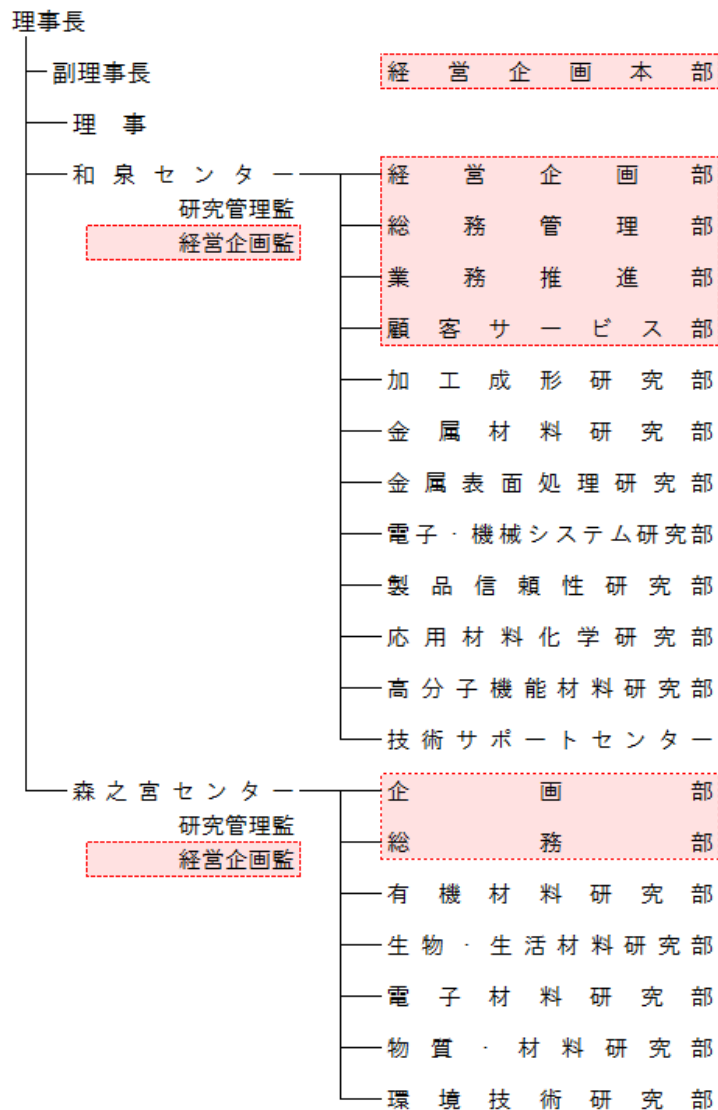 理事長
副理事長 経営企画本部
理事
和泉センター 経営企画部
研究管理監
総務管理部
経営企画監
業務推進部
顧客サービス部
加工成形研究部
金属材料研究部
金属表面処理研究部
電子・機械システム研究部
製品信頼性研究部
応用材料化学研究部
高分子機能材料研究部
技術サポートセンター
森之宮センター 企画部
研究管理監
総務部
経営企画監
有機材料研究部
生物・生活材料研究部
電子材料研究部
物質・材料研究部
環境技術研究部